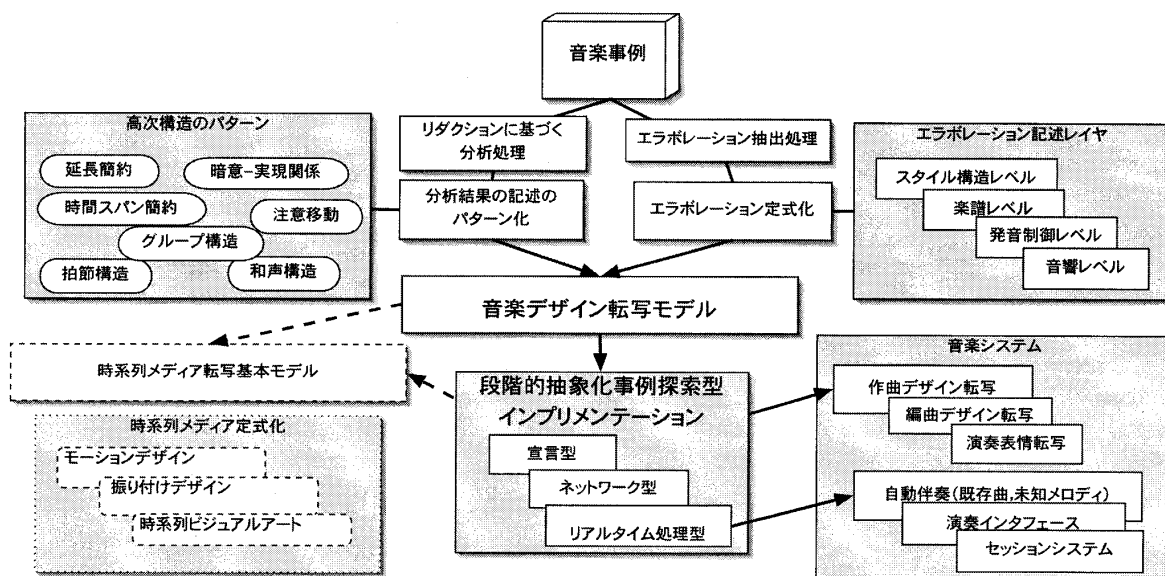 音楽事例
高次構造のパターン
延長簡約
暗意−実現関係
時間スパン簡約
注意移動
グループ構造
拍節構造
和声構造
リダクションに基づく
分析処理
分析結果の記述の
パターン化
エラボレーション抽出処理
エラボレーション定式化
エラボレーション記述レイヤ
スタイル構造レベル
楽譜レベル
発音制御レベル
音響レベル
音楽デザイン転写モデル
時系列メディア転写基本モデル
時系列メディア定式化
モーションデザイン
振り付けデザイン
時系列ビジュアルアート
段階的抽象化事例探索型
インプリメンテーション
宣言型
ネットワーク型
リアルタイム処理型
音楽システム
作曲デザイン転写
編曲デザイン転写
演奏表情転写
自動伴奏(既存曲,未知メロディ)
演奏インタフェース
セッションシステム